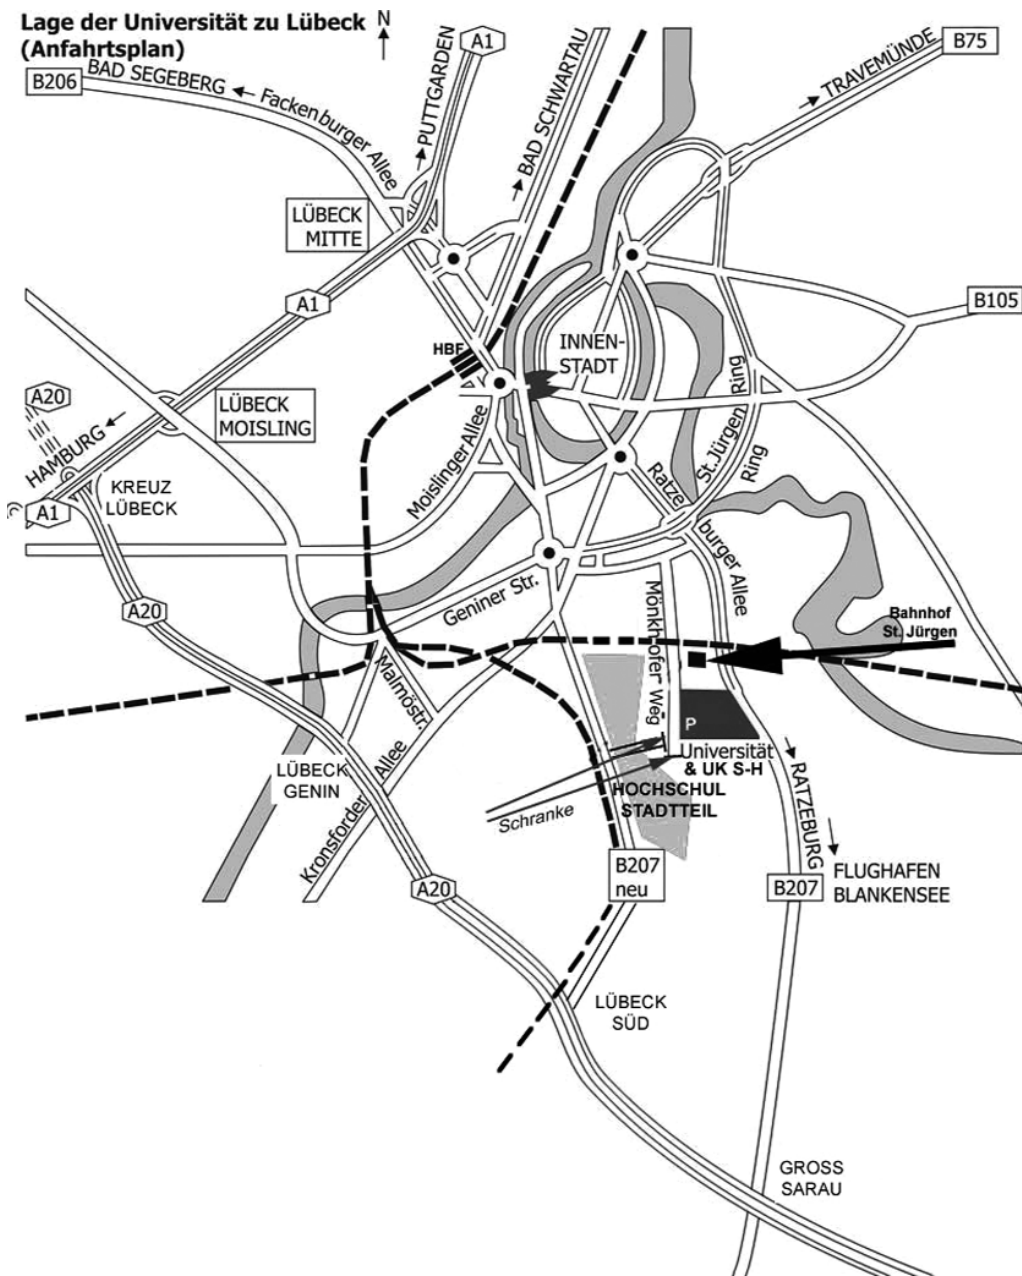 Lage der Universität zu Lübeck
(Anfahrtsplan)
N
A1
B75
B206
BAD SEGEBERG
Fackenburger Allee
PUTTGARDEN
BAD SCHWARTAU
TRAVEMÜNDE
LÜBECK
MITTE
A1
B105
HBF
INNEN-
STADT
Ring
A20
LÜBECK
MOISLING
HAMBURG
Moislinger Allee
St.Jürgen
Ring
KREUZ
LÜBECK
A1
Ratze
burger Allee
Geniner Str.
A20
Mönkhofer Weg
Bahnhof
St. Jürgen
Malmöstr.
P
Universität
& UK S-H
HOCHSCHUL
STADTTEIL
LÜBECK
GENIN
Kronsforder Allee
Schranke
RATZEBURG
A20
B207
neu
B207
FLUGHAFEN
BLANKENSEE
LÜBECK
SÜD
GROSS
SARAU